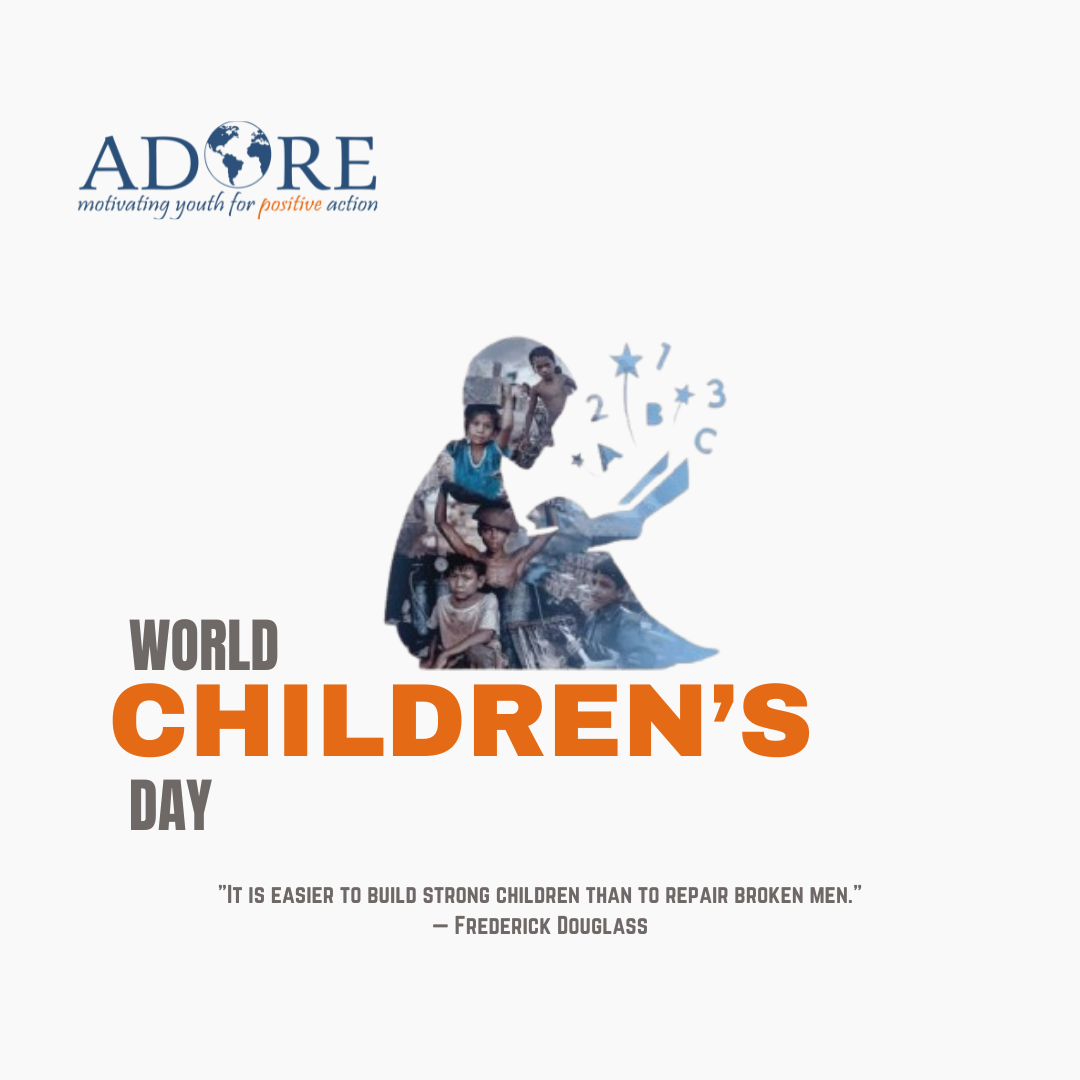 ADORE
motivating youth for positive action
1
2
3
B
A
C
WORLD
CHILDREN’S
DAY
”It is easier to build strong children than to repair broken men.”
— Frederick Douglass